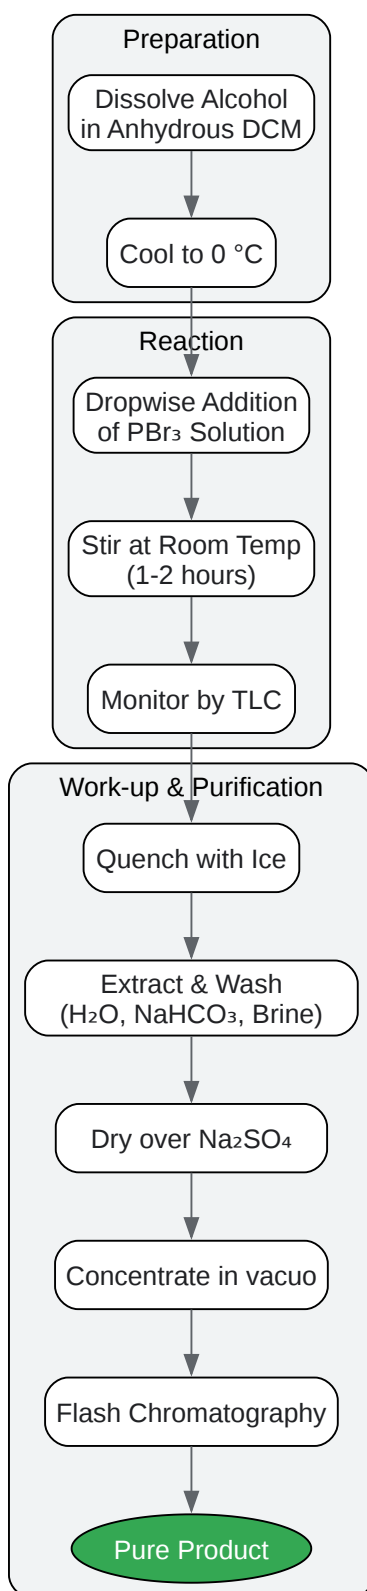 Preparation
Dissolve Alcohol
in Anhydrous DCM
Cool to 0 °C
Reaction
Dropwise Addition
of PBr₃ Solution
Stir at Room Temp
(1-2 hours)
Monitor by TLC
Work-up & Purification
Quench with Ice
Extract & Wash
(H₂O, NaHCO₃, Brine)
Dry over Na₂SO₄
Concentrate in vacuo
Flash Chromatography
Pure Product